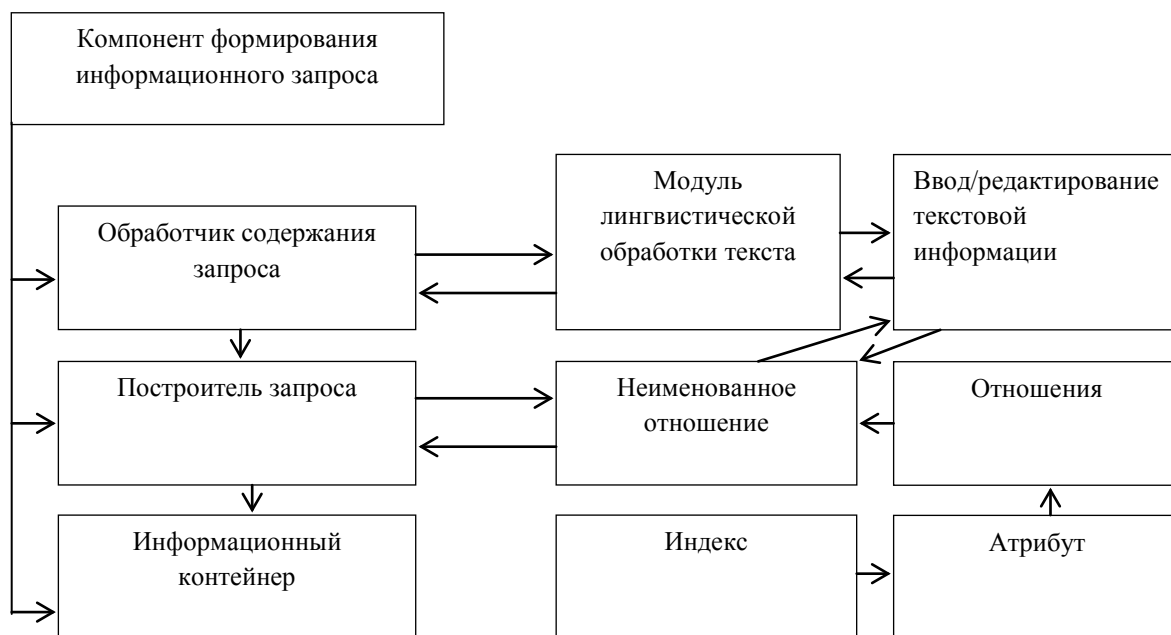 Компонент формирования
информационного запроса
Модуль
лингвистической
обработки текста
Ввод/редактирование
текстовой
информации
Обработчик содержания
запроса
Построитель запроса
Неименованное
отношение
Отношения
Информационный
контейнер
Индекс
Атрибут